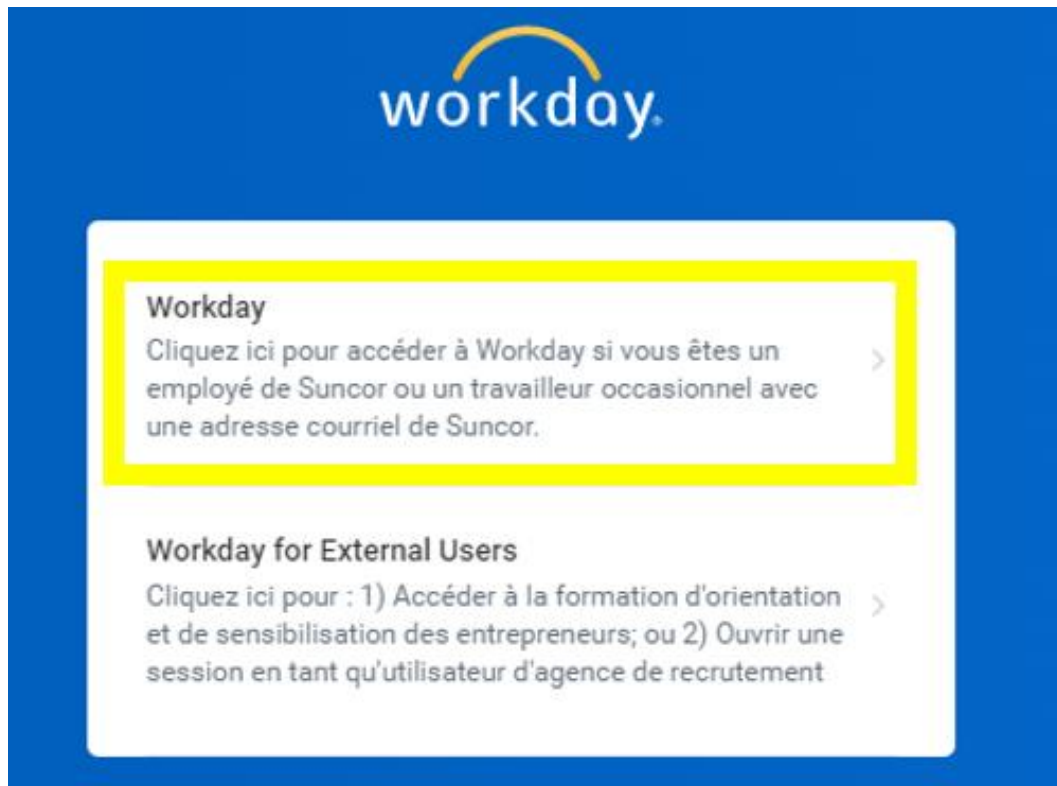 workday.
Workday
Cliquez ici pour accéder à Workday si vous êtes un
employé de Suncor ou un travailleur occasionnel avec
une adresse courriel de Suncor.
Workday for External Users
Cliquez ici pour : 1) Accéder à la formation d'orientation
et de sensibilisation des entrepreneurs; ou 2) Ouvrir une
session en tant qu'utilisateur d'agence de recrutement